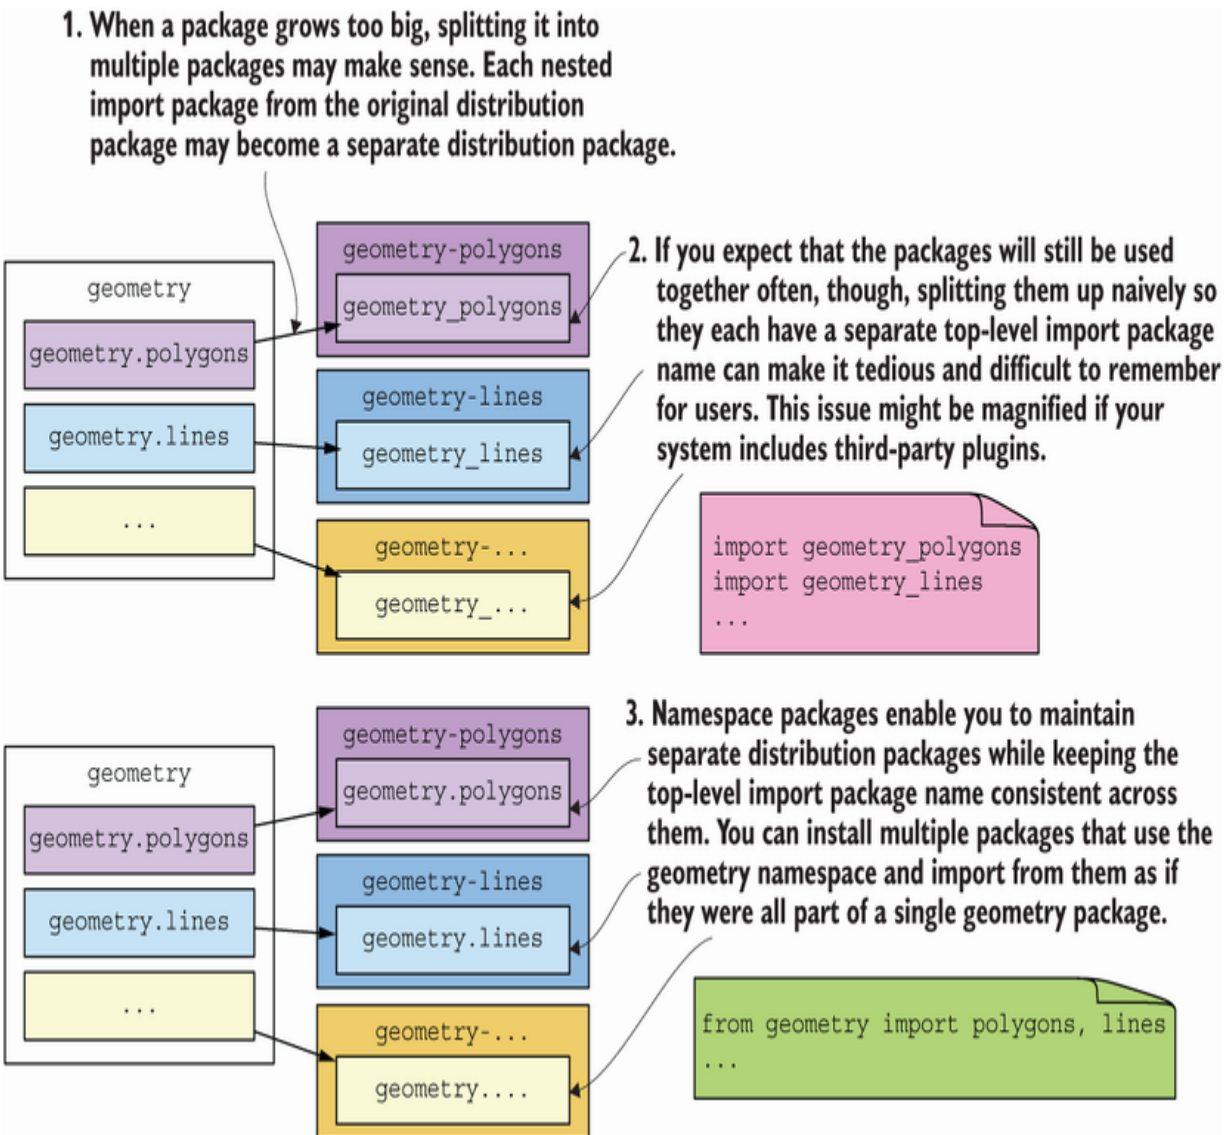 1. When a package grows too big, splitting it into
multiple packages may make sense. Each nested
import package from the original distribution
package may become a separate distribution package.
geometry
geometry.polygons
geometry.lines
...
geometry-polygons
geometry_polygons
geometry-lines
geometry_lines
geometry-...
geometry_...
2. If you expect that the packages will still be used
together often, though, splitting them up naively so
they each have a separate top-level import package
name can make it tedious and difficult to remember
for users. This issue might be magnified if your
system includes third-party plugins.
import geometry_polygons
import geometry_lines
...
geometry
geometry.polygons
geometry.lines
...
geometry-polygons
geometry.polygons
geometry-lines
geometry.lines
geometry-...
geometry....
3. Namespace packages enable you to maintain
separate distribution packages while keeping the
top-level import package name consistent across
them. You can install multiple packages that use the
geometry namespace and import from them as if
they were all part of a single geometry package.
from geometry import polygons, lines
...